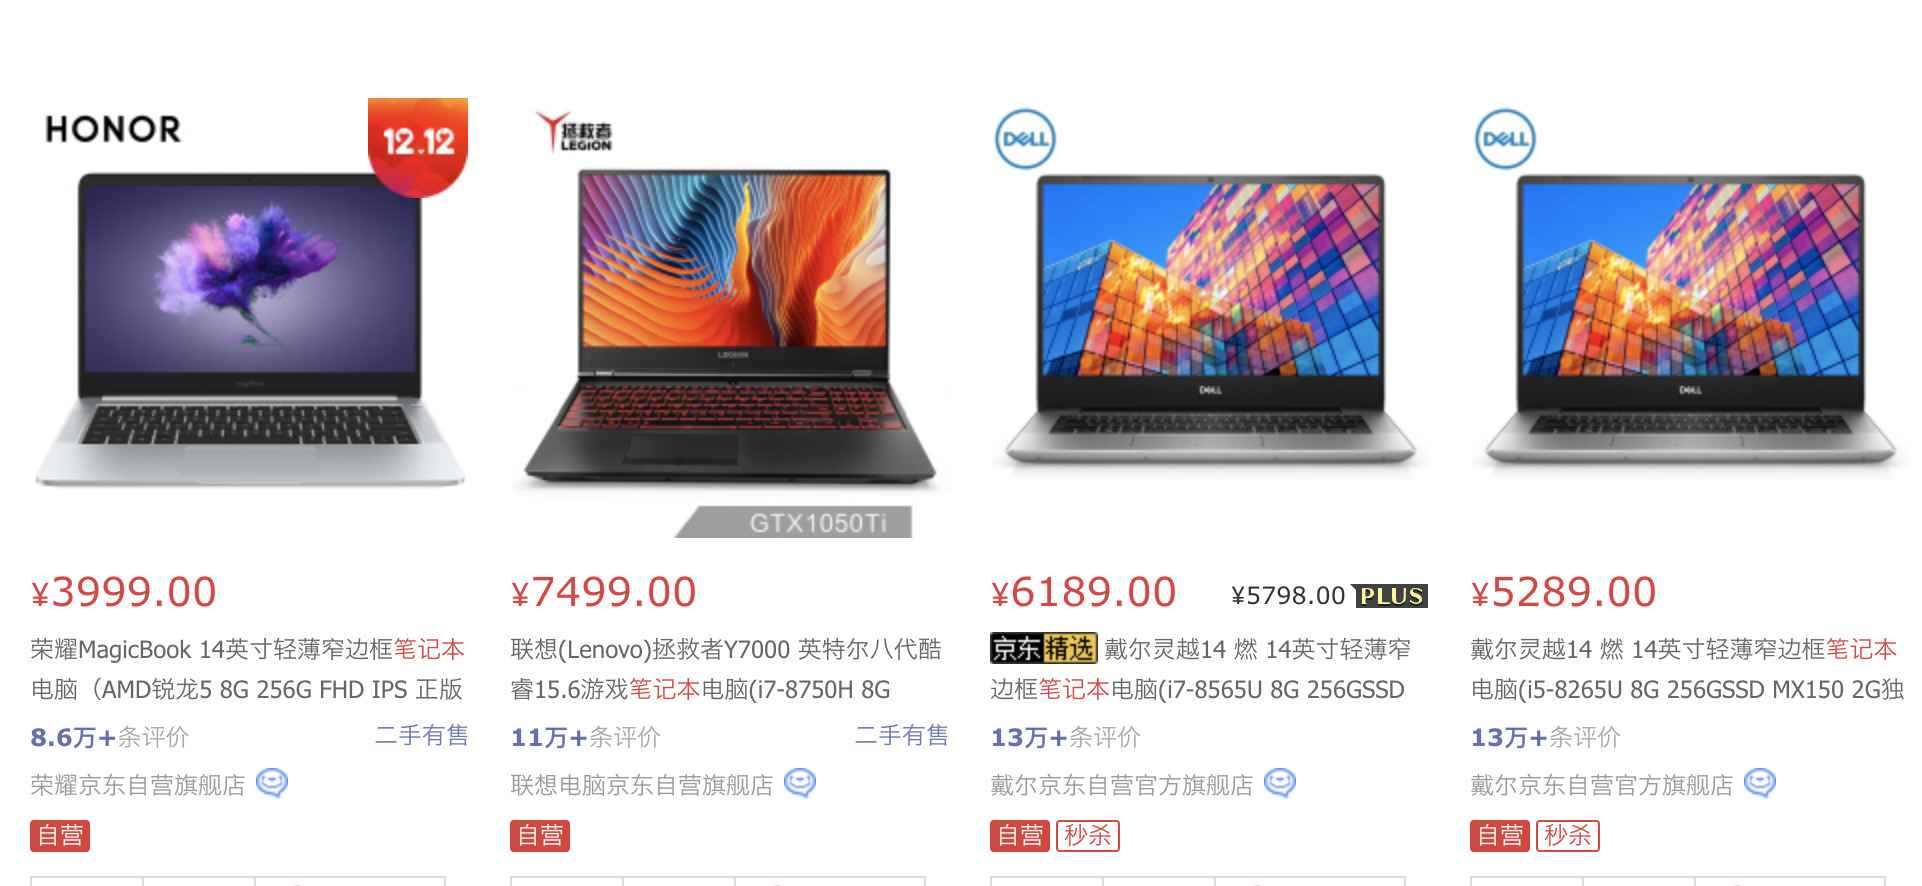 HONOR
12.12
¥3999.00
荣耀MagicBook 14英寸轻薄窄边框笔记本
电脑（AMD锐龙5 8G 256G FHD IPS 正版
8.6万+条评价
二手有售
荣耀京东自营旗舰店
自营
拯救者
LEGION
LEGION
GTX1050Ti
¥7499.00
联想(Lenovo)拯救者Y7000 英特尔八代酷
睿15.6游戏笔记本电脑(i7-8750H 8G
11万+条评价
二手有售
联想电脑京东自营旗舰店
自营
DELL
DELL
¥6189.00
¥5798.00 PLUS
京东精选 戴尔灵越14 燃 14英寸轻薄窄
边框笔记本电脑(i7-8565U 8G 256GSSD
13万+条评价
戴尔京东自营官方旗舰店
自营 秒杀
DELL
DELL
¥5289.00
戴尔灵越14 燃 14英寸轻薄窄边框笔记本
电脑(i5-8265U 8G 256GSSD MX150 2G独
13万+条评价
戴尔京东自营官方旗舰店
自营 秒杀